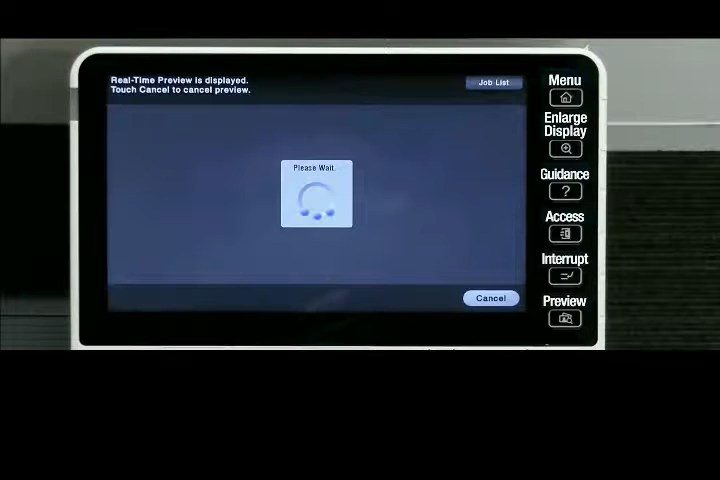 Real-Time Preview is displayed.
Touch Cancel to cancel preview.
Job List
Please Wait.
Cancel
Menu
Enlarge
Display
Guidance
?
Access
Interrupt
Preview